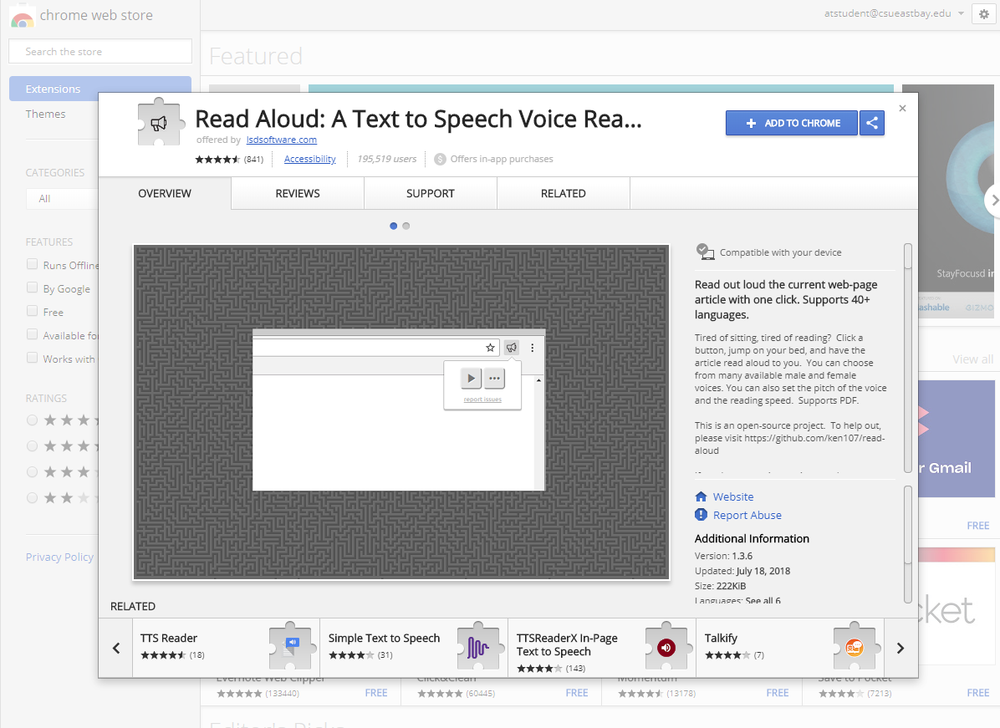 chrome web store
atstudent@csueastbay.edu
Search the store
Featured
Extensions
Themes
CATEGORIES
All
FEATURES
Runs Offline
By Google
Free
Available fo
Works with
RATINGS
Privacy Policy
Read Aloud: A Text to Speech Voice Rea...
offered by lsdsoftware.com
(841)
Accessibility
195,519 users
Offers in-app purchases
ADD TO CHROME
OVERVIEW
REVIEWS
SUPPORT
RELATED
report issues
Compatible with your device
Read out loud the current web-page
article with one click. Supports 40+
languages.
Tired of sitting, tired of reading? Click a
button, jump on your bed, and have the
article read aloud to you. You can choose
from many available male and female
voices. You can also set the pitch of the voice
and the reading speed. Supports PDF.
This is an open-source project. To help out,
please visit https://github.com/ken107/read-
aloud
Website
Report Abuse
Additional Information
Version: 1.3.6
Updated: July 18, 2018
Size: 222KiB
Languages: See all 6
RELATED
TTS Reader
(18)
Simple Text to Speech
(31)
TTSReaderX In-Page
Text to Speech
(143)
Talkify
(7)
StayFocusd
ashable
GIZMO
View all
r Gmail
FREE
cket
Evernote Web Clipper
(133440)
FREE
Click&Clean
(60445)
FREE
Momentum
(13178)
FREE
Save to Pocket
(7213)
FREE
Editor's Picks